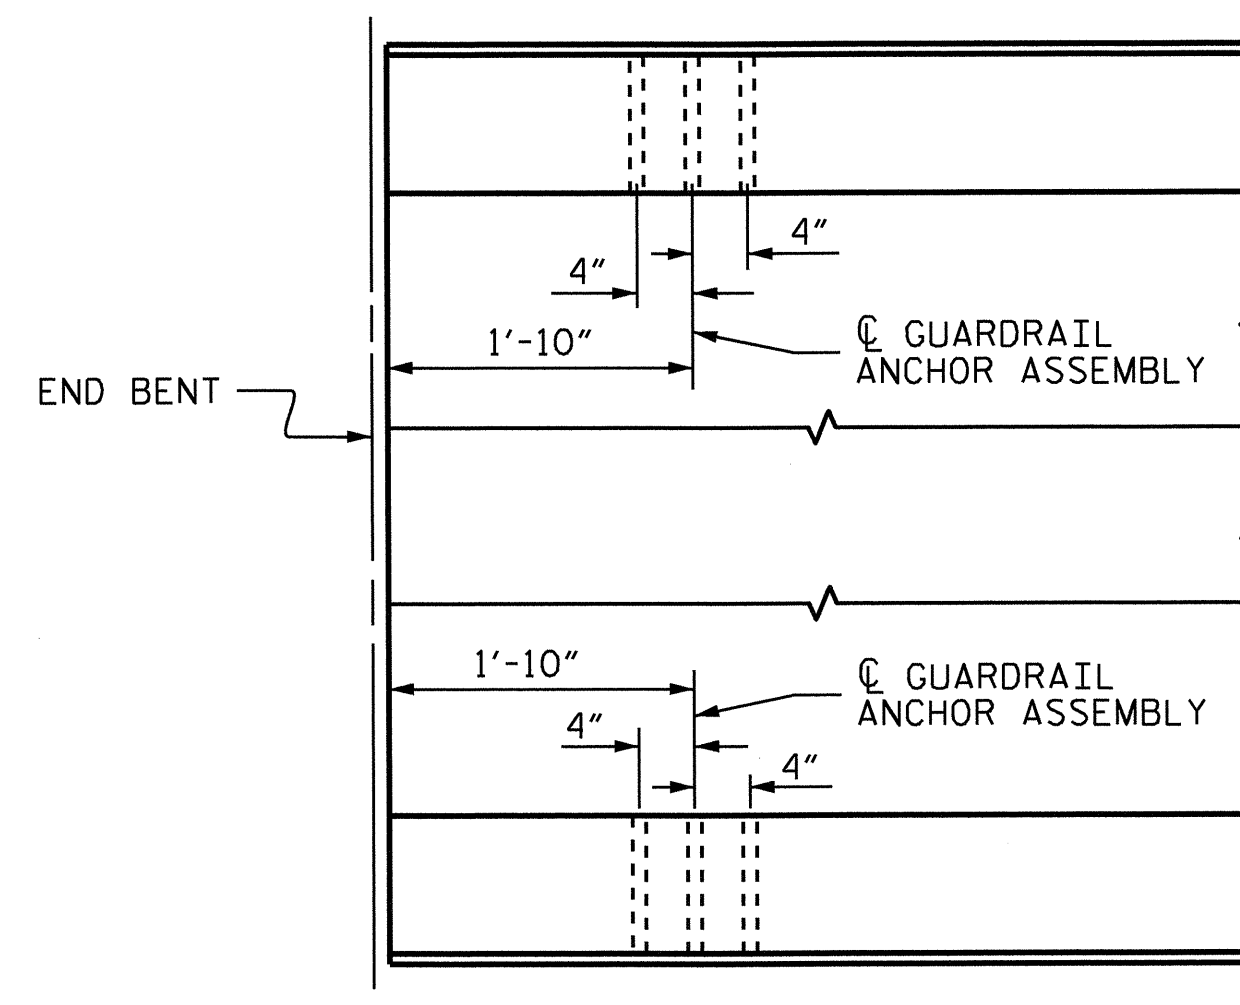 4"
4"
1'-10"
℄ GUARDRAIL
ANCHOR ASSEMBLY
END BENT
1'-10"
℄ GUARDRAIL
ANCHOR ASSEMBLY
4"
4"